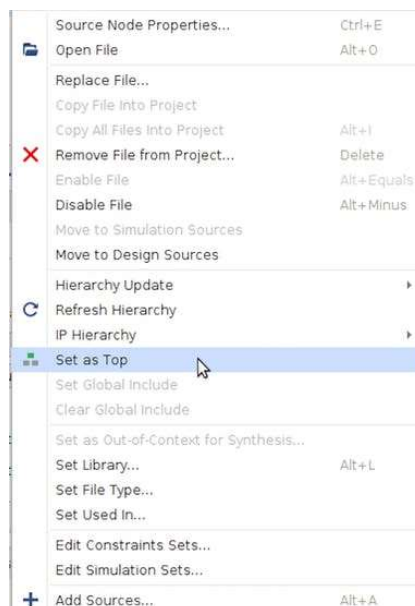 Source Node Properties... Ctrl+E
Open File Alt+O
Replace File...
Copy File Into Project
Copy All Files Into Project Alt+I
Remove File from Project... Delete
Enable File Alt+Equals
Disable File Alt+Minus
Move to Simulation Sources
Move to Design Sources
Hierarchy Update
Refresh Hierarchy
IP Hierarchy
Set as Top
Set Global Include
Clear Global Include
Set as Out-of-Context for Synthesis...
Set Library... Alt+L
Set File Type...
Set Used In...
Edit Constraints Sets...
Edit Simulation Sets...
Add Sources... Alt+A